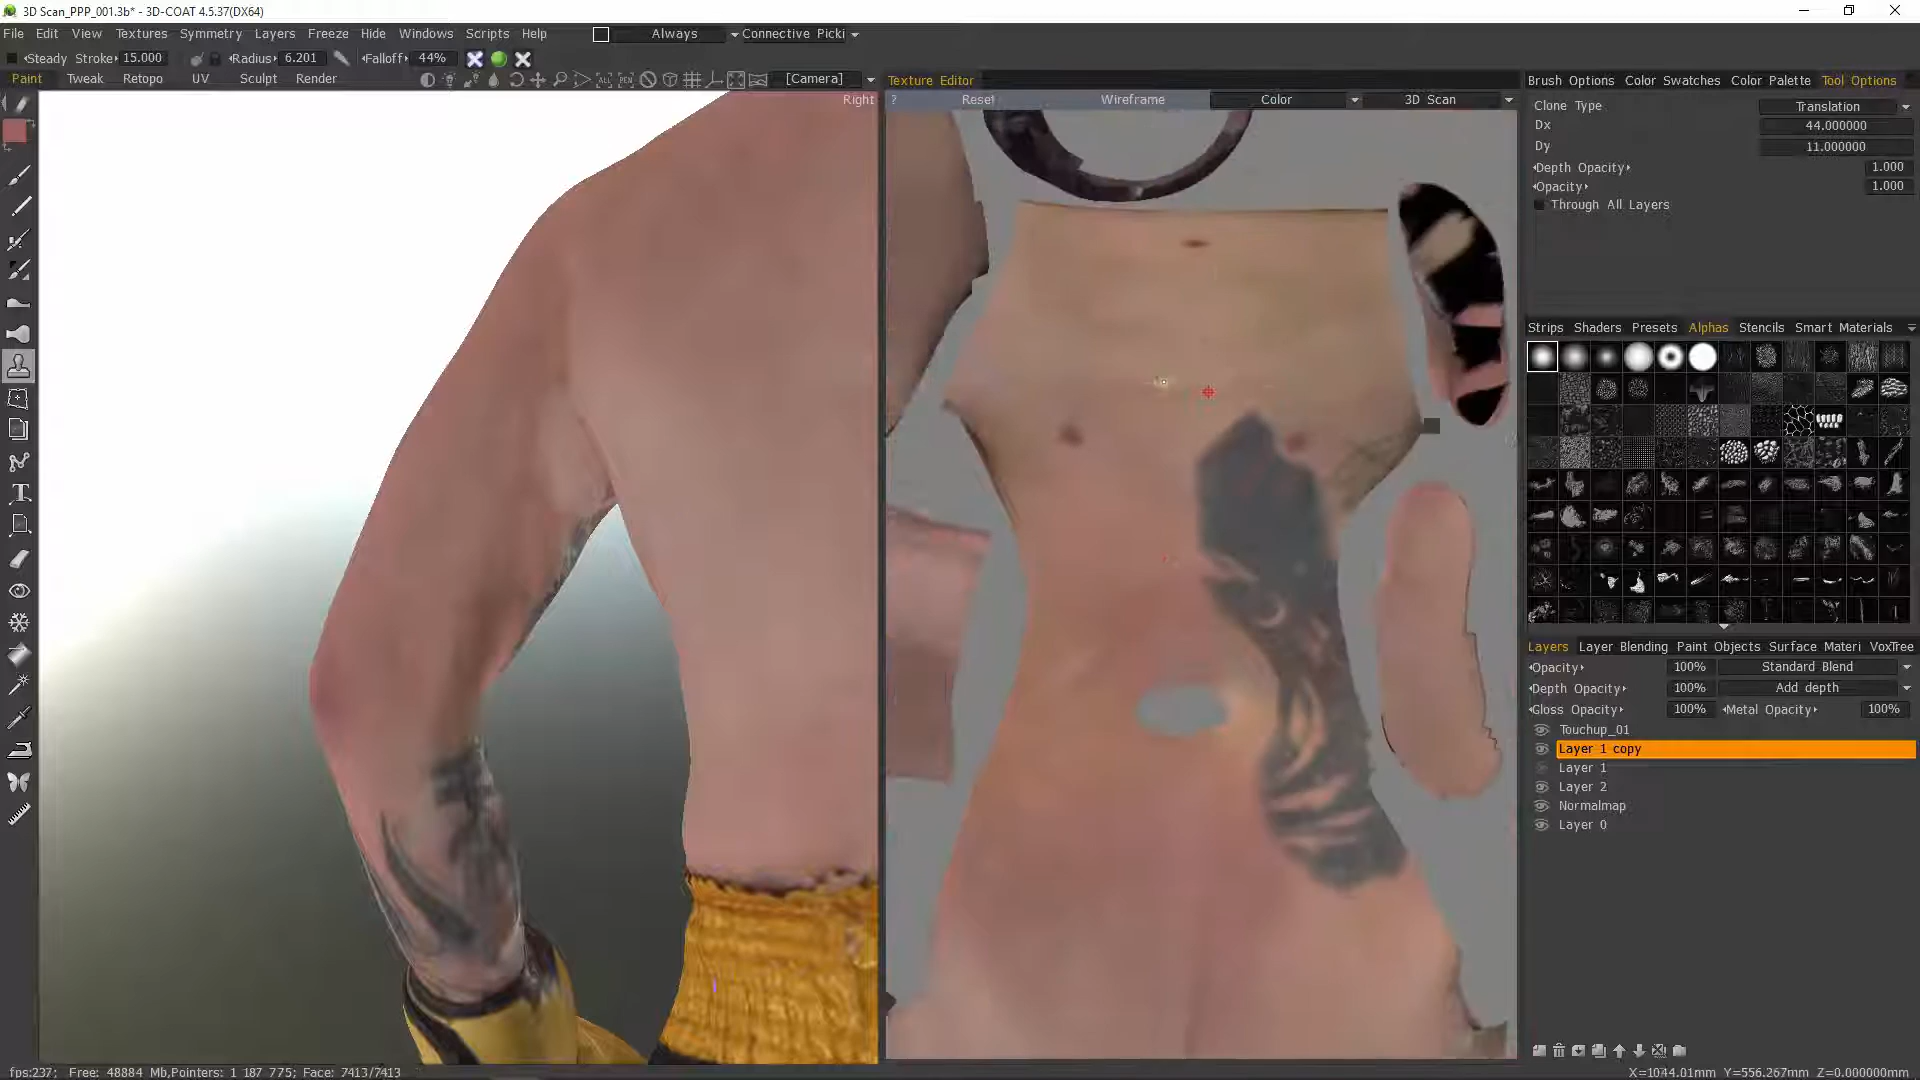 3D Scan_PPP_001.3b* - 3D-COAT 4.5.37(DX64)
File Edit View Textures Symmetry Layers Freeze Hide Windows Scripts Help Always Connective Picki
Steady Stroke 15.000 Radius 6.201 Falloff 44%
Paint Tweak Retopo UV Sculpt Render ALL PEN [Camera] Texture Editor Brush Options Color Swatches Color Palette Tool Options
Right ? Reset Wireframe Color 3D Scan
Clone Type Translation
Dx 44.000000
Dy 11.000000
Depth Opacity 1.000
Opacity 1.000
Through All Layers
Strips Shaders Presets Alphas Stencils Smart Materials
Layers Layer Blending Paint Objects Surface Materi VoxTree
Opacity 100% Standard Blend
Depth Opacity 100% Add depth
Gloss Opacity 100% Metal Opacity 100%
Touchup_01
Layer 1 copy
Layer 1
Layer 2
Normalmap
Layer 0
fps:237; Free: 48884 Mb,Pointers: 1 187 775; Face: 7413/7413 X=1044.01mm Y=556.267mm Z=0.000000mm